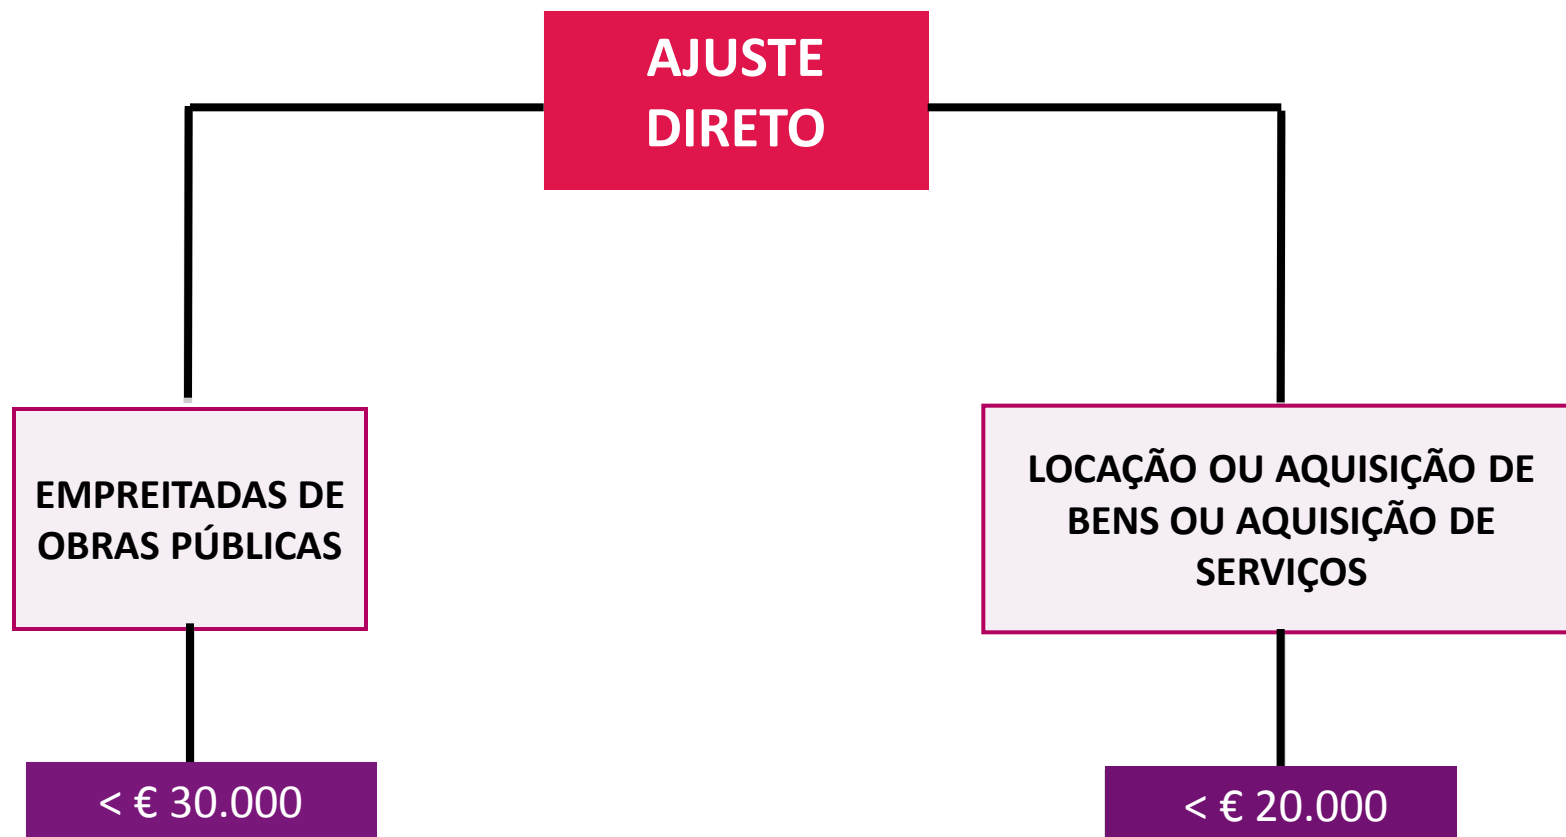 AJUSTE
DIRETO
EMPREITADAS DE
OBRAS PÚBLICAS
LOCAÇÃO OU AQUISIÇÃO DE
BENS OU AQUISIÇÃO DE
SERVIÇOS
< € 30.000
< € 20.000